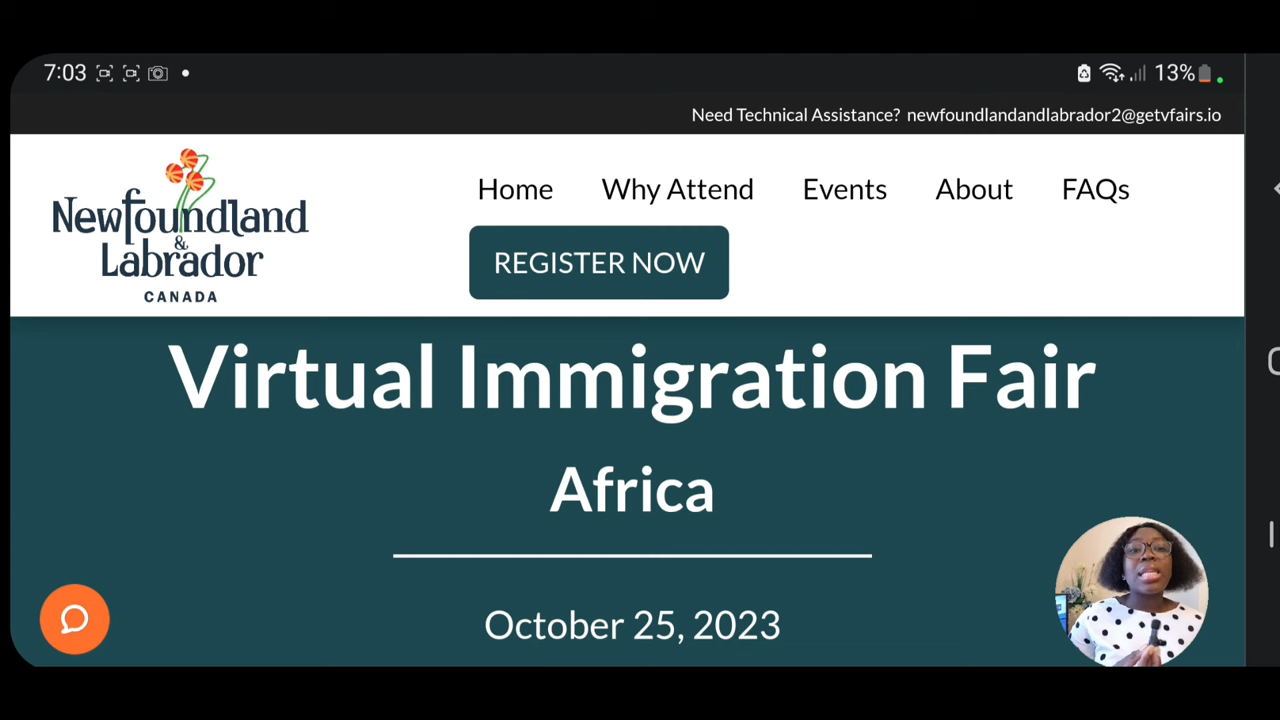 7:03
13%
Need Technical Assistance? newfoundlandandlabrador2@getvfairs.io
Newfoundland
&
Labrador
CANADA
Home Why Attend Events About FAQs
REGISTER NOW
Virtual Immigration Fair
Africa
October 25, 2023